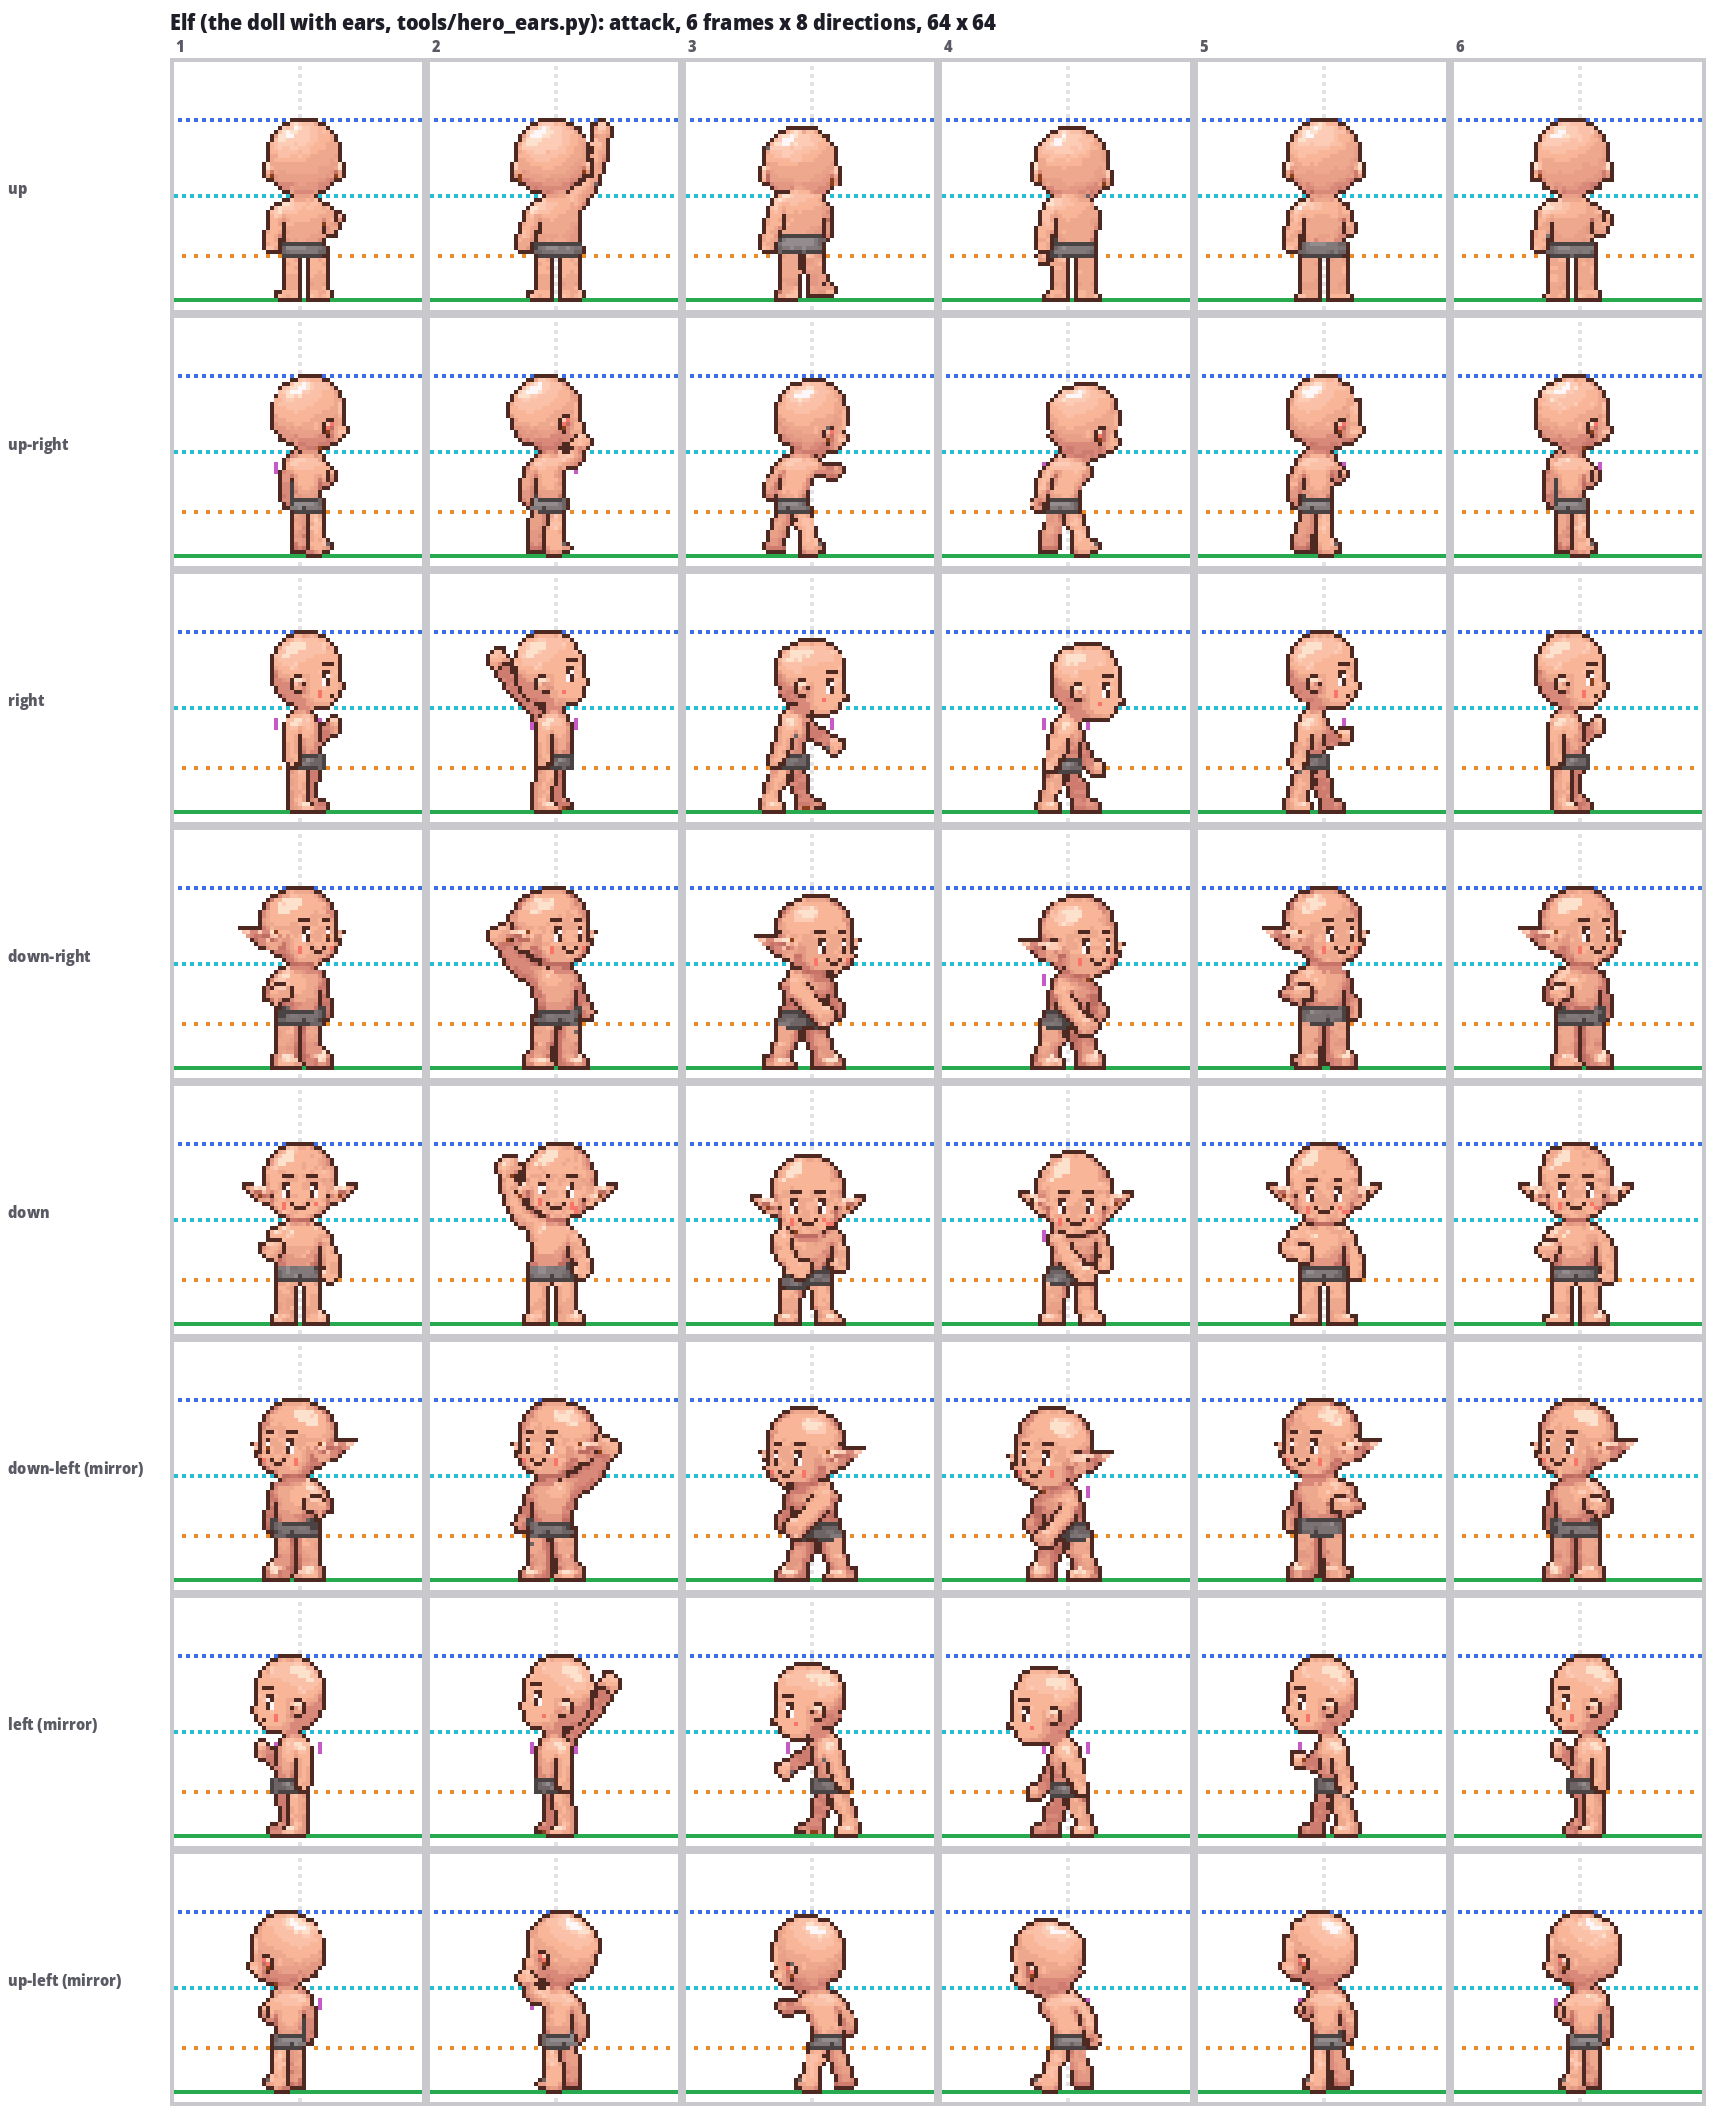 Elf (the doll with ears, tools/hero_ears.py): attack, 6 frames x 8 directions, 64 x 64
1 2 3 4 5 6
up
up-right
right
down-right
down
down-left (mirror)
left (mirror)
up-left (mirror)